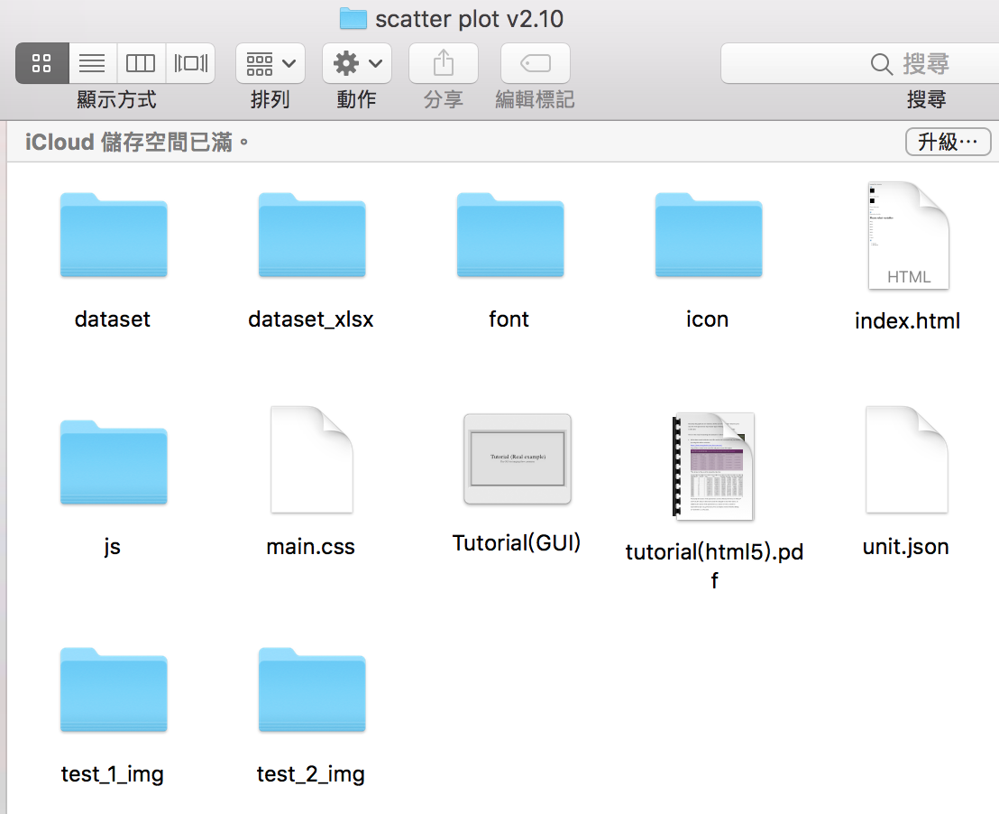 scatter plot v2.10
搜尋
顯示方式
排列
動作
分享
編輯標記
搜尋
iCloud 儲存空間已滿。
升級…
HTML
dataset
dataset_xlsx
font
icon
index.html
Tutorial (Real example)
js
main.css
Tutorial(GUI)
tutorial(html5).pd
f
unit.json
test_1_img
test_2_img